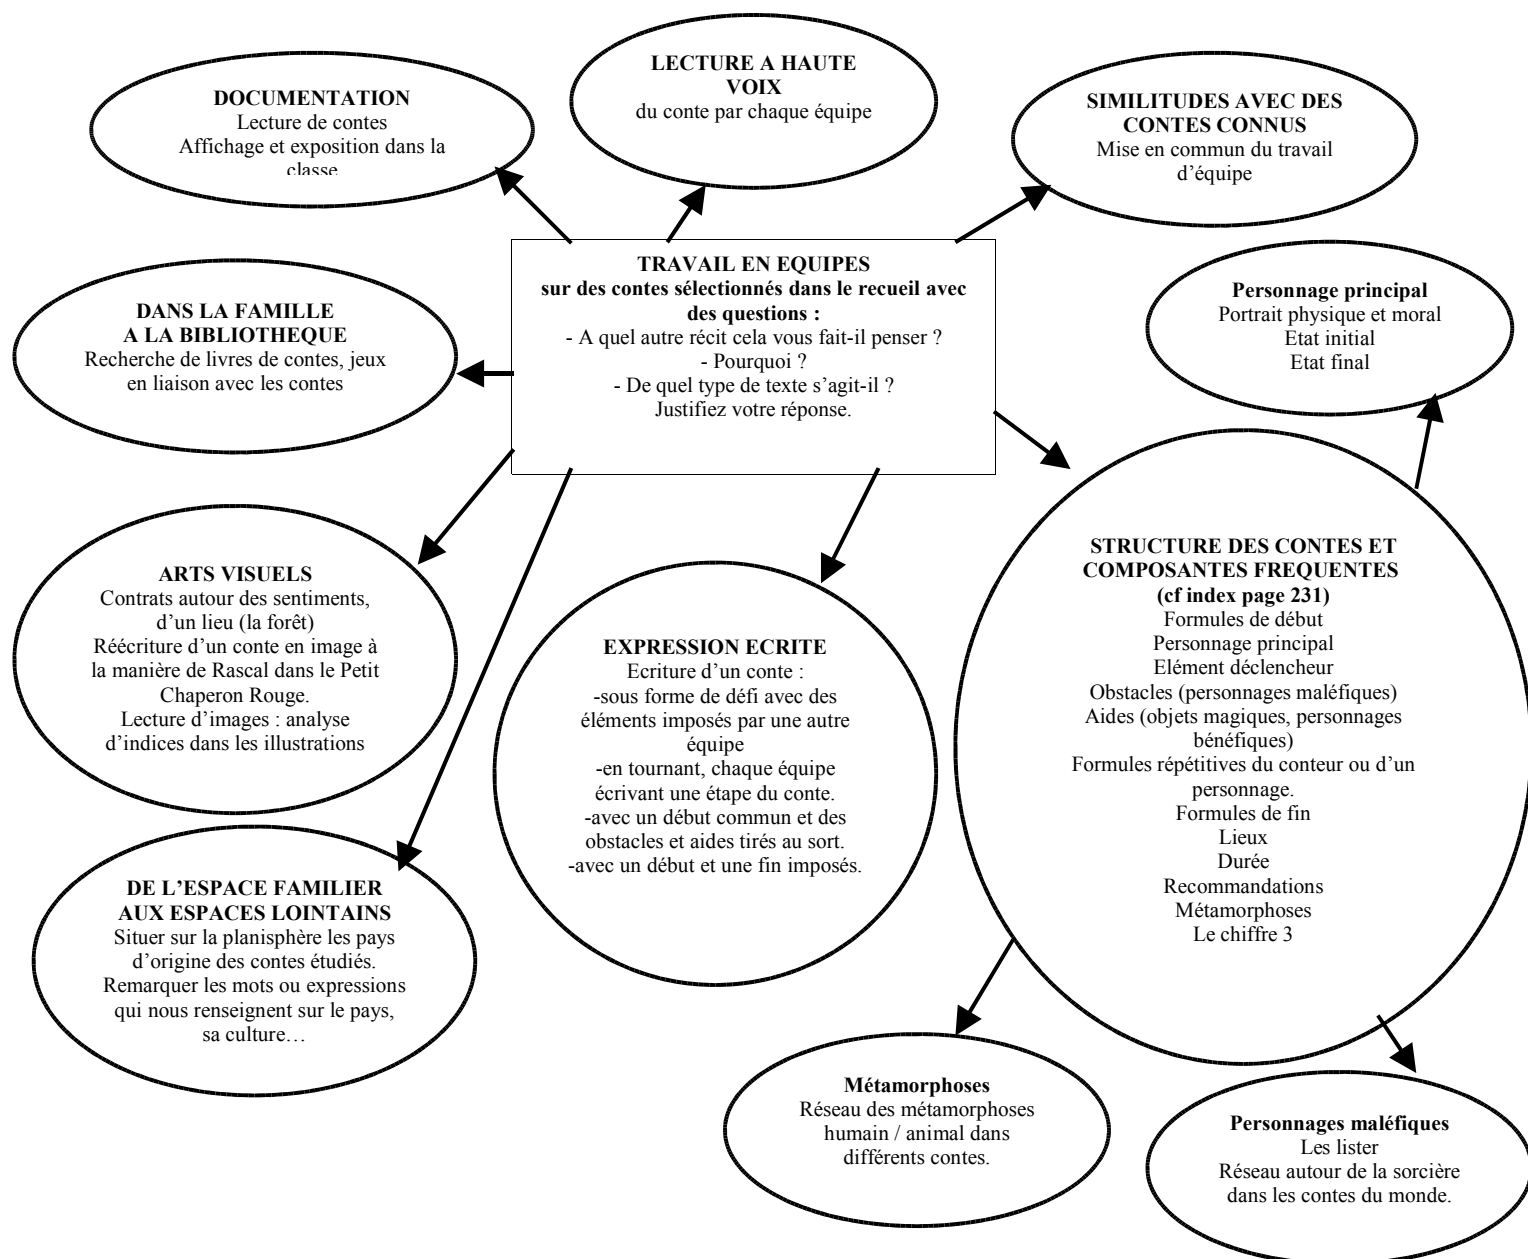 DOCUMENTATION
Lecture de contes
Affichage et exposition dans la
classe
LECTURE A HAUTE
VOIX
du conte par chaque équipe
SIMILITUDES AVEC DES
CONTES CONNUS
Mise en commun du travail
d'équipe
TRAVAIL EN EQUIPES
sur des contes sélectionnés dans le recueil avec
des questions :
- A quel autre récit cela vous fait-il penser ?
- Pourquoi ?
- De quel type de texte s'agit-il ?
Justifiez votre réponse.
DANS LA FAMILLE
A LA BIBLIOTHEQUE
Recherche de livres de contes, jeux
en liaison avec les contes
Personnage principal
Portrait physique et moral
Etat initial
Etat final
ARTS VISUELS
Contrats autour des sentiments,
d'un lieu (la forêt)
Réécriture d'un conte en image à
la manière de Rascal dans le Petit
Chaperon Rouge.
Lecture d'images : analyse
d'indices dans les illustrations
EXPRESSION ECRITE
Ecriture d'un conte :
-sous forme de défi avec des
éléments imposés par une autre
équipe
-en tournant, chaque équipe
écrivant une étape du conte.
-avec un début commun et des
obstacles et aides tirés au sort.
-avec un début et une fin imposés.
STRUCTURE DES CONTES ET
COMPOSANTES FREQUENTES
(cf index page 231)
Formules de début
Personnage principal
Elément déclencheur
Obstacles (personnages maléfiques)
Aides (objets magiques, personnages
bénéfiques)
Formules répétitives du conteur ou d'un
personnage.
Formules de fin
Lieux
Durée
Recommandations
Métamorphoses
Le chiffre 3
DE L'ESPACE FAMILIER
AUX ESPACES LOINTAINS
Situer sur la planisphère les pays
d'origine des contes étudiés.
Remarquer les mots ou expressions
qui nous renseignent sur le pays,
sa culture…
Métamorphoses
Réseau des métamorphoses
humain / animal dans
différents contes.
Personnages maléfiques
Les lister
Réseau autour de la sorcière
dans les contes du monde.